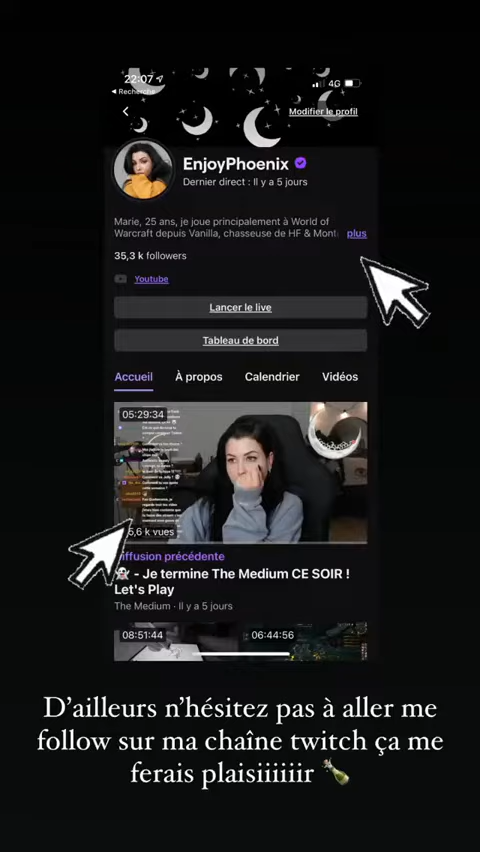 22:07
4G
Recherche
Modifier le profil
EnjoyPhoenix
Dernier direct : Il y a 5 jours
Marie, 25 ans, je joue principalement à World of
Warcraft depuis Vanilla, chasseuse de HF & Mont
plus
35,3 k followers
Youtube
Lancer le live
Tableau de bord
Accueil À propos Calendrier Vidéos
05:29:34
5,6 k vues
iffusion précédente
👻 - Je termine The Medium CE SOIR !
Let's Play
The Medium · Il y a 5 jours
08:51:44 06:44:56
D’ailleurs n’hésitez pas à aller me
follow sur ma chaîne twitch ça me
ferais plaisiiiiiir 🍾